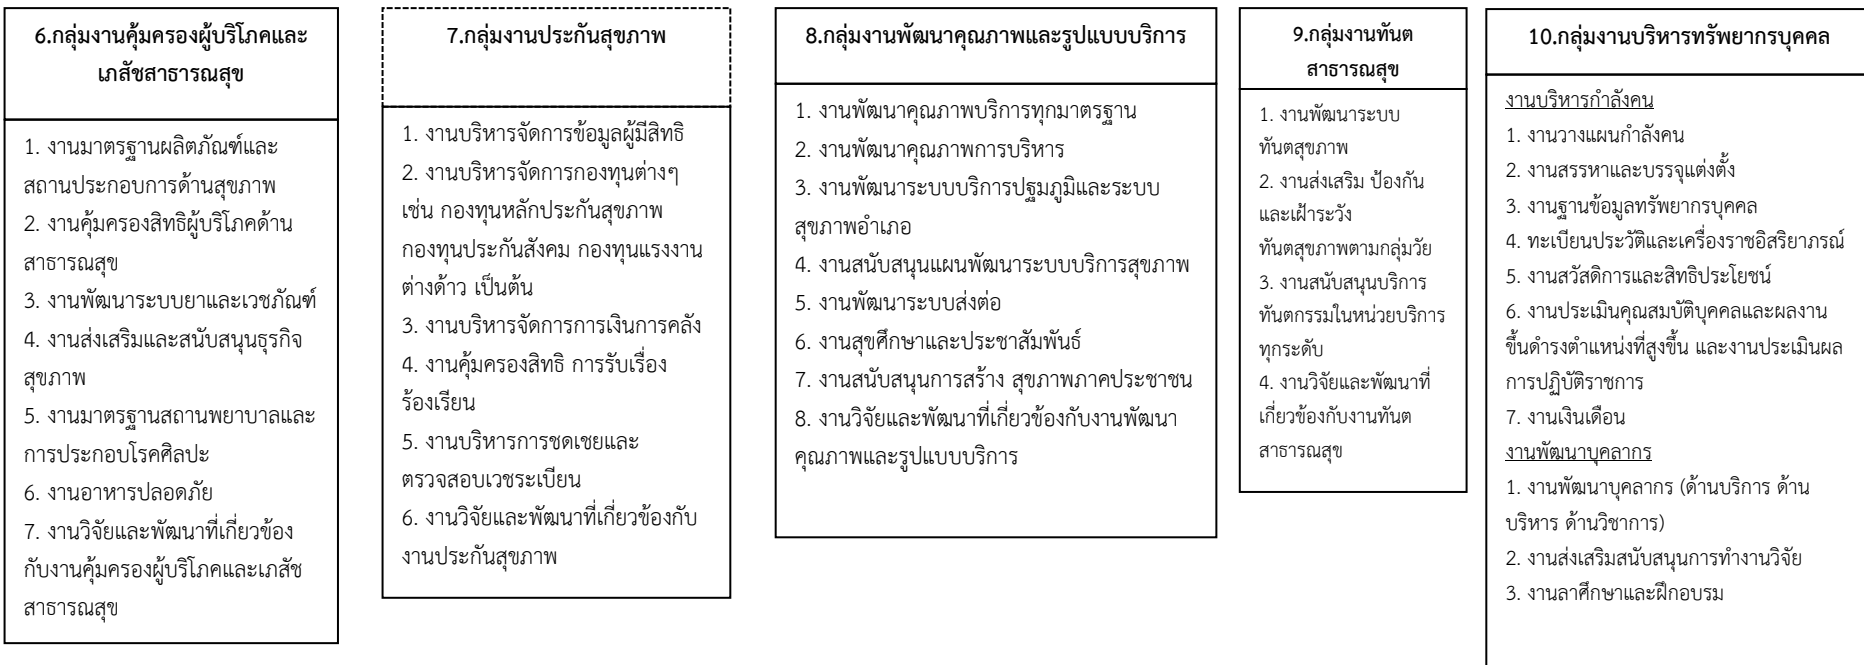 6.กลุ่มงานคุ้มครองผู้บริโภคและ
เภสัชสาธารณสุข
1. งานมาตรฐานผลิตภัณฑ์และ
สถานประกอบการด้านสุขภาพ
2. งานคุ้มครองสิทธิผู้บริโภคด้าน
สาธารณสุข
3. งานพัฒนาระบบยาและเวชภัณฑ์
4. งานส่งเสริมและสนับสนุนธุรกิจ
สุขภาพ
5. งานมาตรฐานสถานพยาบาลและ
การประกอบโรคศิลปะ
6. งานอาหารปลอดภัย
7. งานวิจัยและพัฒนาที่เกี่ยวข้อง
กับงานคุ้มครองผู้บริโภคและเภสัช
สาธารณสุข
7.กลุ่มงานประกันสุขภาพ
1. งานบริหารจัดการข้อมูลผู้มีสิทธิ
2. งานบริหารจัดการกองทุนต่างๆ
เช่น กองทุนหลักประกันสุขภาพ
กองทุนประกันสังคม กองทุนแรงงาน
ต่างด้าว เป็นต้น
3. งานบริหารจัดการการเงินการคลัง
4. งานคุ้มครองสิทธิ การรับเรื่อง
ร้องเรียน
5. งานบริหารการชดเชยและ
ตรวจสอบเวชระเบียน
6. งานวิจัยและพัฒนาที่เกี่ยวข้องกับ
งานประกันสุขภาพ
8.กลุ่มงานพัฒนาคุณภาพและรูปแบบบริการ
1. งานพัฒนาคุณภาพบริการทุกมาตรฐาน
2. งานพัฒนาคุณภาพการบริหาร
3. งานพัฒนาระบบบริการปฐมภูมิและระบบ
สุขภาพอำเภอ
4. งานสนับสนุนแผนพัฒนาระบบบริการสุขภาพ
5. งานพัฒนาระบบส่งต่อ
6. งานสุขศึกษาและประชาสัมพันธ์
7. งานสนับสนุนการสร้าง สุขภาพภาคประชาชน
8. งานวิจัยและพัฒนาที่เกี่ยวข้องกับงานพัฒนา
คุณภาพและรูปแบบบริการ
9.กลุ่มงานทันต
สาธารณสุข
1. งานพัฒนาระบบ
ทันตสุขภาพ
2. งานส่งเสริม ป้องกัน
และเฝ้าระวัง
ทันตสุขภาพตามกลุ่มวัย
3. งานสนับสนุนบริการ
ทันตกรรมในหน่วยบริการ
ทุกระดับ
4. งานวิจัยและพัฒนาที่
เกี่ยวข้องกับงานทันต
สาธารณสุข
10.กลุ่มงานบริหารทรัพยากรบุคคล
งานบริหารกำลังคน
1. งานวางแผนกำลังคน
2. งานสรรหาและบรรจุแต่งตั้ง
3. งานฐานข้อมูลทรัพยากรบุคคล
4. ทะเบียนประวัติและเครื่องราชอิสริยาภรณ์
5. งานสวัสดิการและสิทธิประโยชน์
6. งานประเมินคุณสมบัติบุคคลและผลงาน
ขึ้นดำรงตำแหน่งที่สูงขึ้น และงานประเมินผล
การปฏิบัติราชการ
7. งานเงินเดือน
งานพัฒนาบุคลากร
1. งานพัฒนาบุคลากร (ด้านบริการ ด้าน
บริหาร ด้านวิชาการ)
2. งานส่งเสริมสนับสนุนการทำงานวิจัย
3. งานลาศึกษาและฝึกอบรม